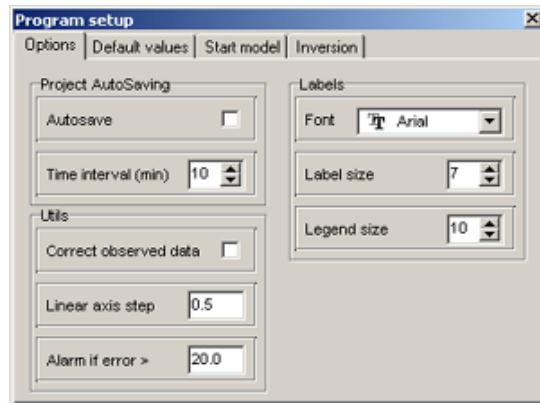 Program setup
Options Default values Start model Inversion
Project AutoSaving
Autosave
Time interval (min) 10
Utils
Correct observed data
Linear axis step 0.5
Alarm if error > 20.0
Labels
Font Arial
Label size 7
Legend size 10